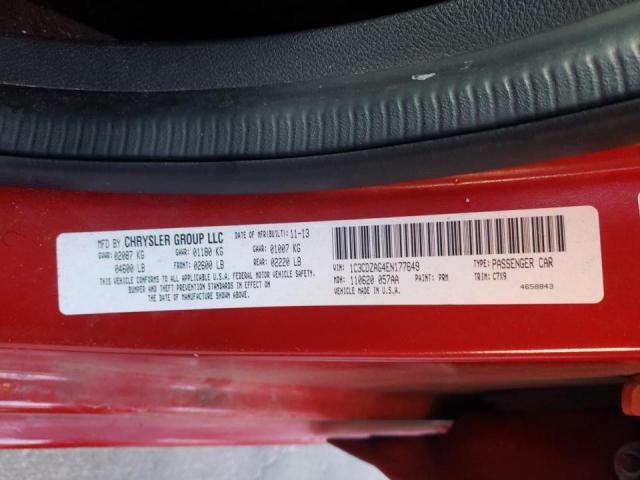 MFD BY CHRYSLER GROUP LLC DATE OF MFR(BUILT):11-13
GVWR: 02087 KG GAWR: 01180 KG GAWR: 01007 KG
04600 LB FRONT: 02600 LB REAR: 02220 LB
THIS VEHICLE CONFORMS TO ALL APPLICABLE U.S.A. FEDERAL MOTOR VEHICLE SAFETY,
BUMPER AND THEFT PREVENTION STANDARDS IN EFFECT ON
THE DATE OF MANUFACTURE SHOWN ABOVE.
VIN: 1C3CDZAG4EN177649 TYPE: PASSENGER CAR
MDH: 110620 057AA PAINT: PRM TRIM: C7X9
VEHICLE MADE IN U.S.A. 4658843